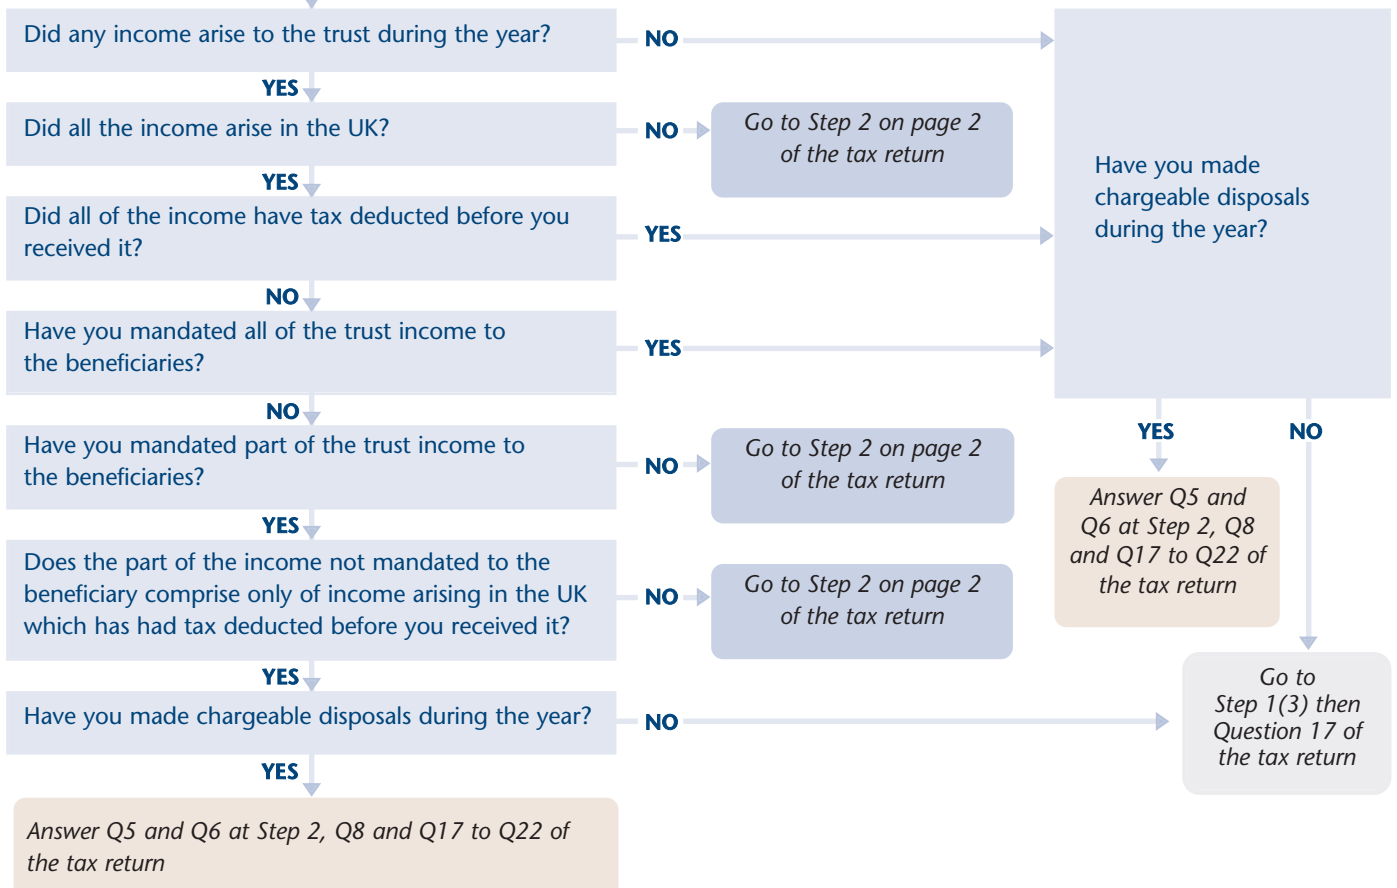 Did any income arise to the trust during the year?
NO
YES
Did all the income arise in the UK?
NO
Go to Step 2 on page 2
of the tax return
YES
Did all of the income have tax deducted before you
received it?
YES
NO
Have you mandated all of the trust income to
the beneficiaries?
YES
Have you made
chargeable disposals
during the year?
NO
Have you mandated part of the trust income to
the beneficiaries?
NO
Go to Step 2 on page 2
of the tax return
YES
Does the part of the income not mandated to the
beneficiary comprise only of income arising in the UK
which has had tax deducted before you received it?
NO
Go to Step 2 on page 2
of the tax return
YES
Have you made chargeable disposals during the year?
NO
YES
Answer Q5 and Q6 at Step 2, Q8 and Q17 to Q22 of
the tax return
YES
NO
Answer Q5 and
Q6 at Step 2, Q8
and Q17 to Q22 of
the tax return
Go to
Step 1(3) then
Question 17 of
the tax return